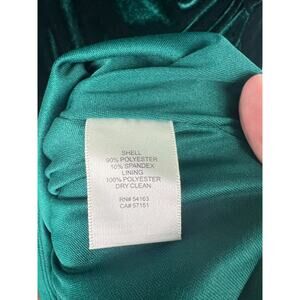 SHELL
90% POLYESTER
10% SPANDEX
LINING
100% POLYESTER
DRY CLEAN
RN# 54163
CA# 57151